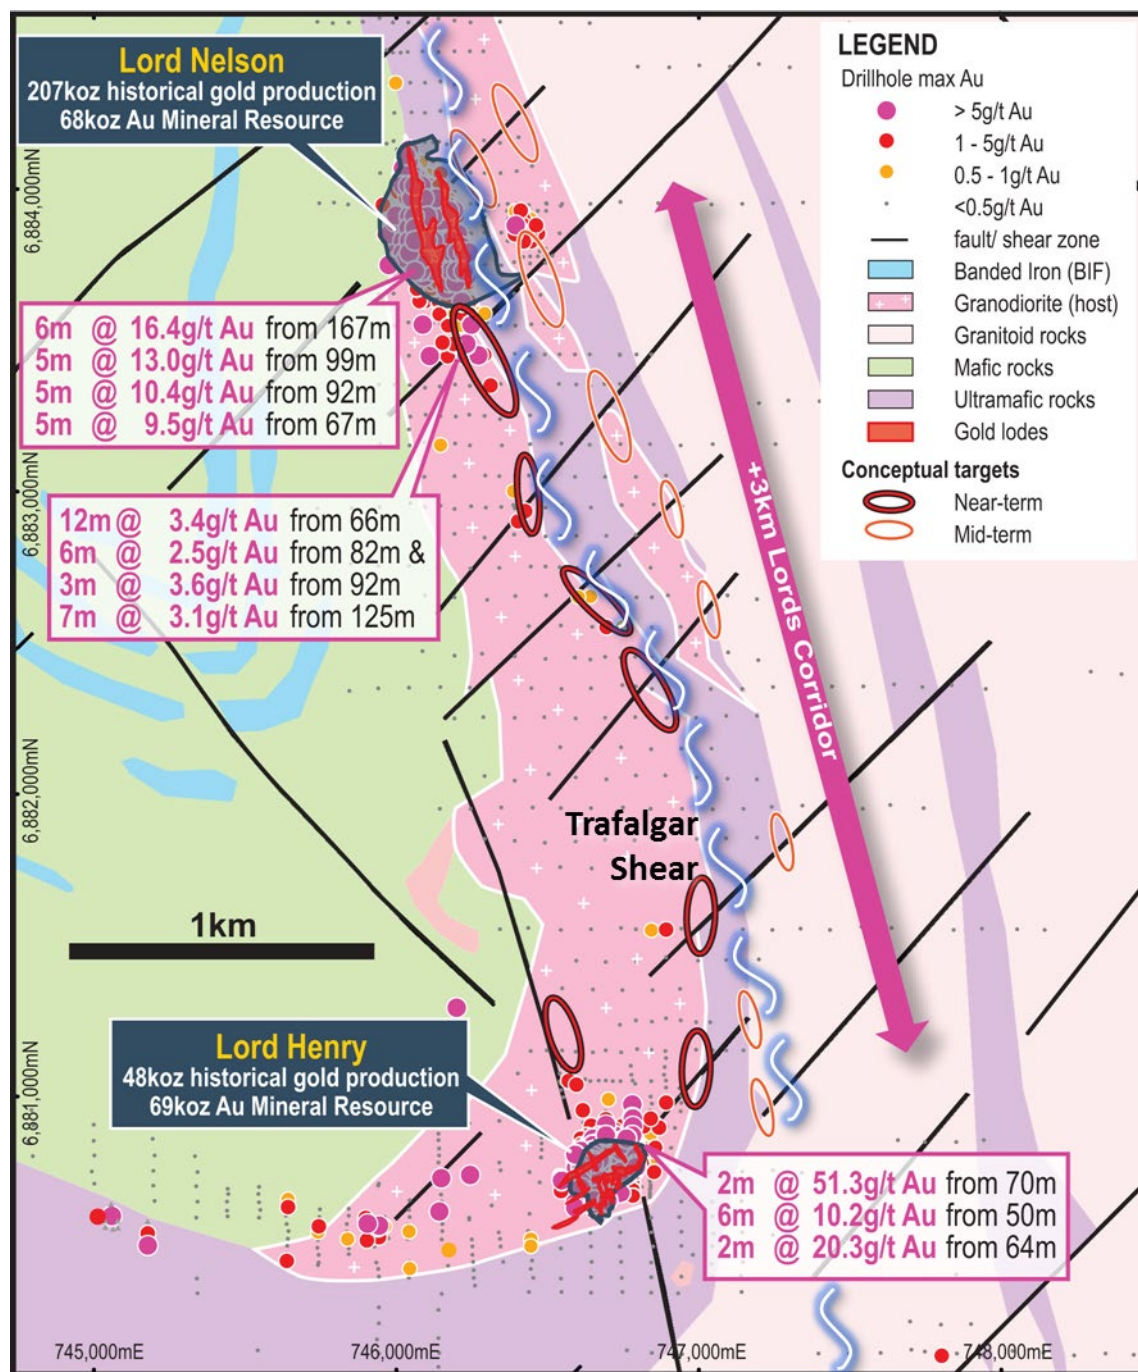 Lord Nelson
207koz historical gold production
68koz Au Mineral Resource
LEGEND
Drillhole max Au
> 5g/t Au
1 - 5g/t Au
0.5 - 1g/t Au
<0.5g/t Au
fault/ shear zone
Banded Iron (BIF)
Granodiorite (host)
Granitoid rocks
Mafic rocks
Ultramafic rocks
Gold lodes
Conceptual targets
Near-term
Mid-term
6m @ 16.4g/t Au from 167m
5m @ 13.0g/t Au from 99m
5m @ 10.4g/t Au from 92m
5m @ 9.5g/t Au from 67m
12m @ 3.4g/t Au from 66m
6m @ 2.5g/t Au from 82m &
3m @ 3.6g/t Au from 92m
7m @ 3.1g/t Au from 125m
+3km Lords Corridor
Trafalgar
Shear
1km
Lord Henry
48koz historical gold production
69koz Au Mineral Resource
2m @ 51.3g/t Au from 70m
6m @ 10.2g/t Au from 50m
2m @ 20.3g/t Au from 64m
6,884,000mN
6,883,000mN
6,882,000mN
6,881,000mN
745,000mE
746,000mE
747,000mE
748,000mE